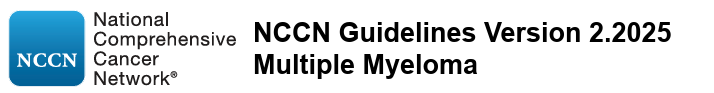 NCCN
National
Comprehensive
Cancer
Network®
NCCN Guidelines Version 2.2025
Multiple Myeloma